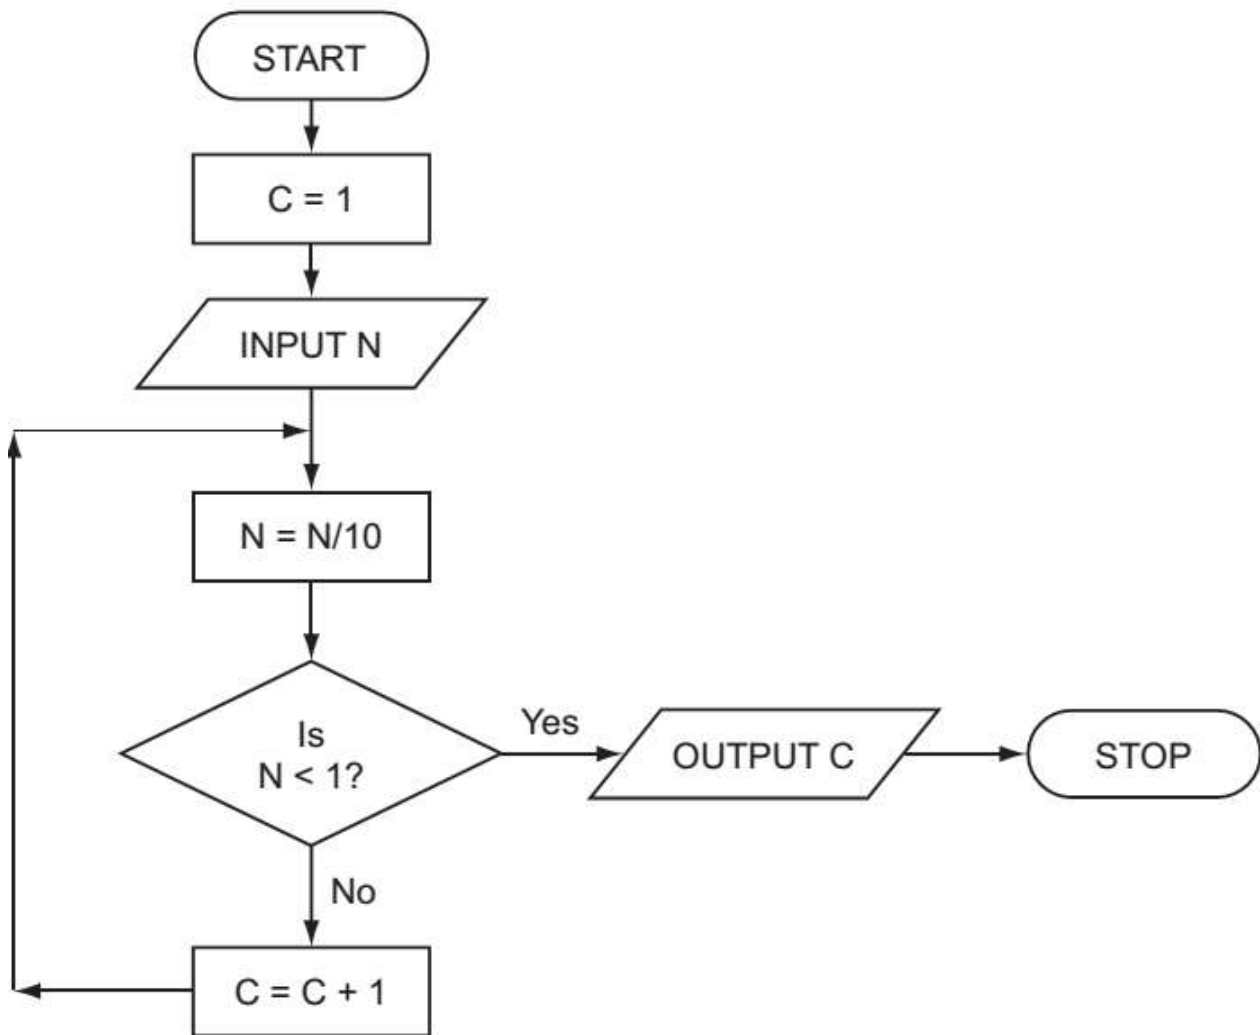 START
C = 1
INPUT N
N = N/10
Is
N < 1?
Yes
OUTPUT C
STOP
No
C = C + 1